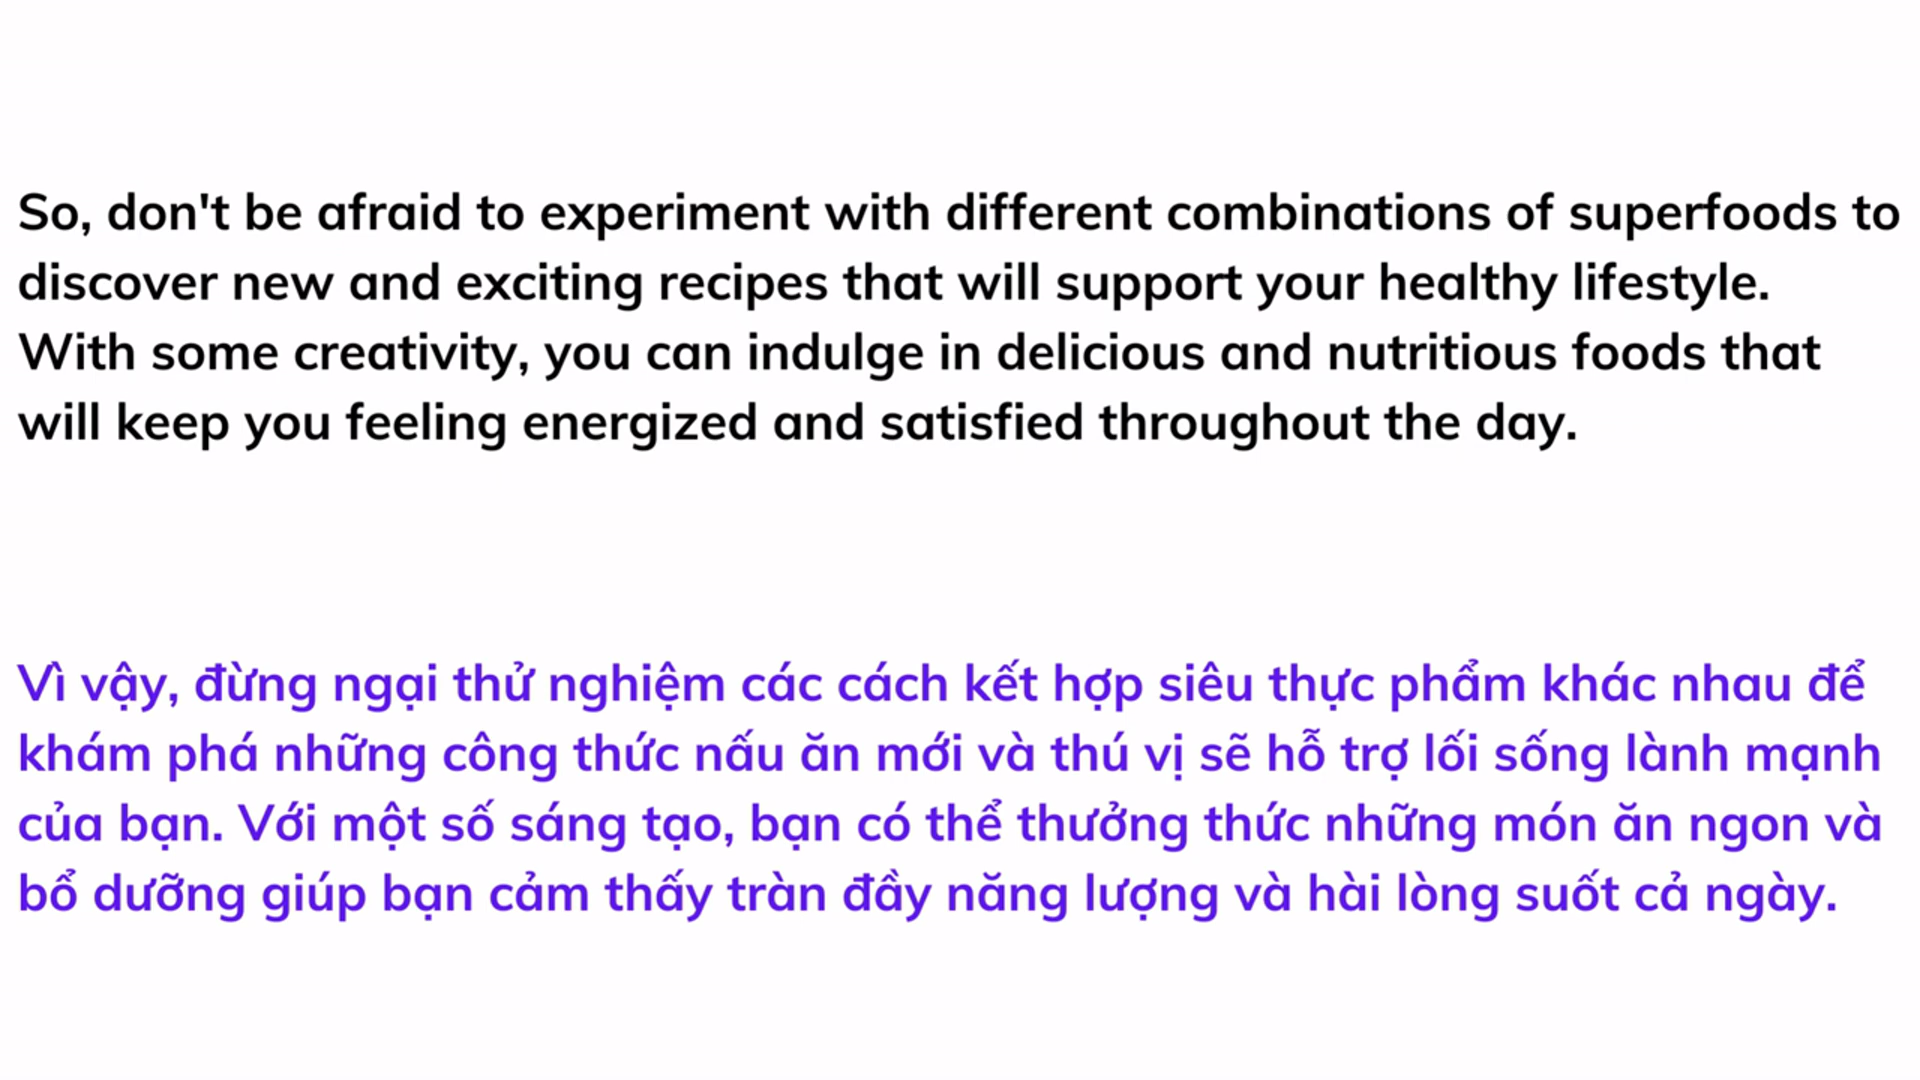 So, don't be afraid to experiment with different combinations of superfoods to
discover new and exciting recipes that will support your healthy lifestyle.
With some creativity, you can indulge in delicious and nutritious foods that
will keep you feeling energized and satisfied throughout the day.
Vì vậy, đừng ngại thử nghiệm các cách kết hợp siêu thực phẩm khác nhau để
khám phá những công thức nấu ăn mới và thú vị sẽ hỗ trợ lối sống lành mạnh
của bạn. Với một số sáng tạo, bạn có thể thưởng thức những món ăn ngon và
bổ dưỡng giúp bạn cảm thấy tràn đầy năng lượng và hài lòng suốt cả ngày.